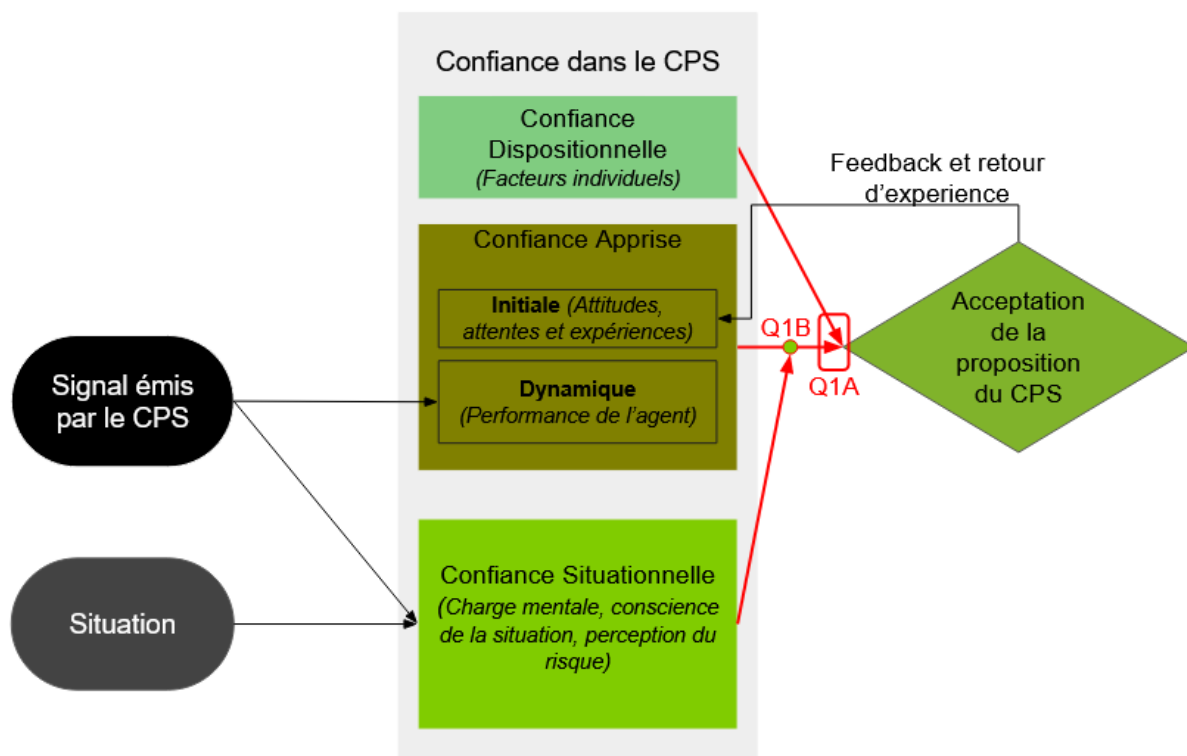 Confiance dans le CPS
Confiance
Dispositionnelle
(Facteurs individuels)
Feedback et retour
d'experience
Confiance Apprise
Initiale (Attitudes,
attentes et expériences)
Dynamique
(Performance de l'agent)
Q1B
Q1A
Acceptation
de la
proposition
du CPS
Signal émis
par le CPS
Situation
Confiance Situationnelle
(Charge mentale, conscience
de la situation, perception du
risque)